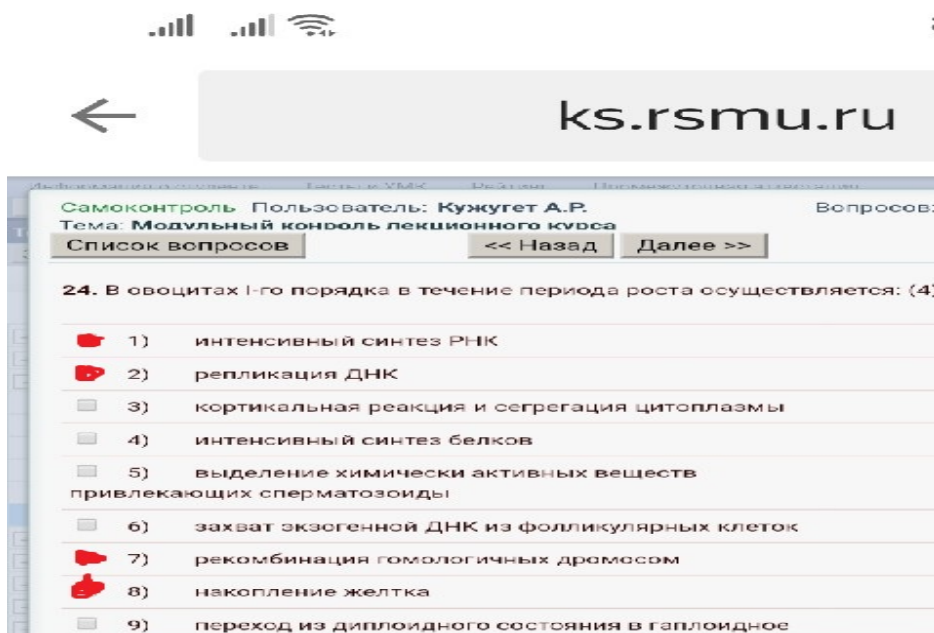 ks.rsmu.ru
Самоконтроль Пользователь: Кужугет А.Р. Вопросов:
Тема: Модульный конроль лекционного курса
Список вопросов << Назад Далее >>
24. В овоцитах I-го порядка в течение периода роста осуществляется: (4)
1) интенсивный синтез РНК
2) репликация ДНК
3) кортикальная реакция и сегрегация цитоплазмы
4) интенсивный синтез белков
5) выделение химически активных веществ
привлекающих сперматозоиды
6) захват экзогенной ДНК из фолликулярных клеток
7) рекомбинация гомологичных дромосом
8) накопление желтка
9) переход из диплоидного состояния в гаплоидное